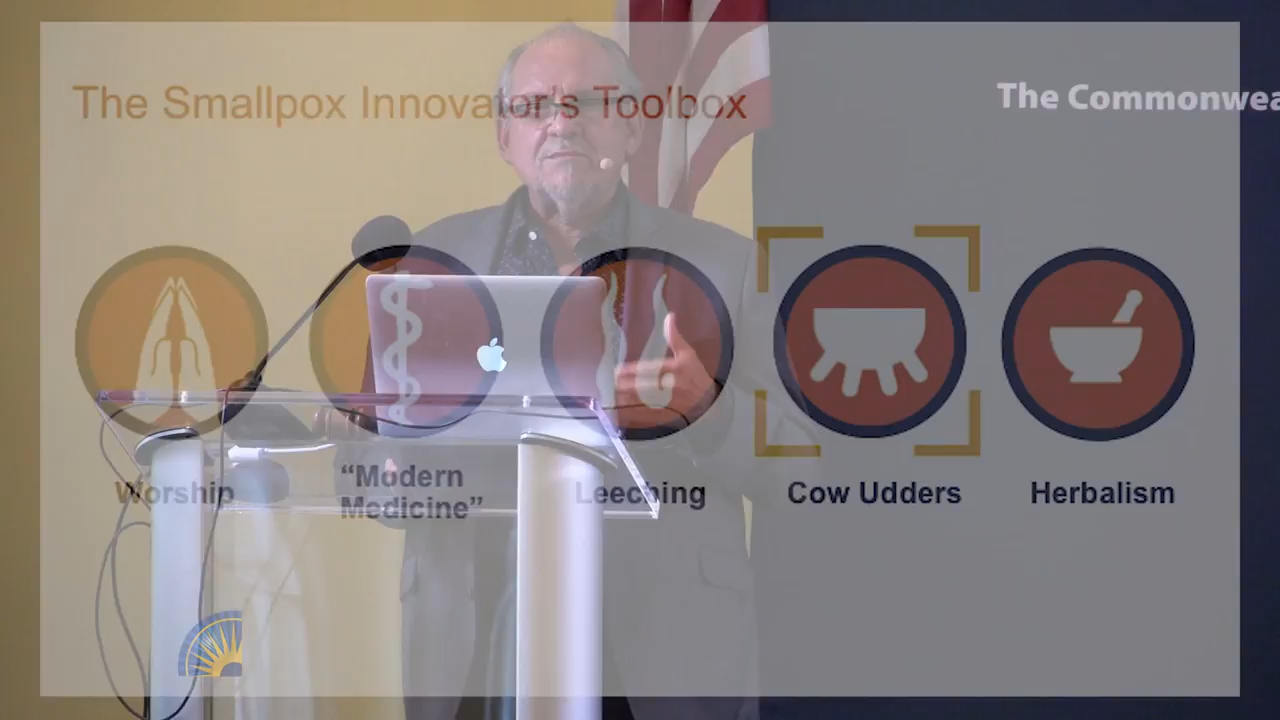 The Smallpox Innovator's Toolbox
The Commonwea
Worship
“Modern
Medicine”
Leeching
Cow Udders
Herbalism